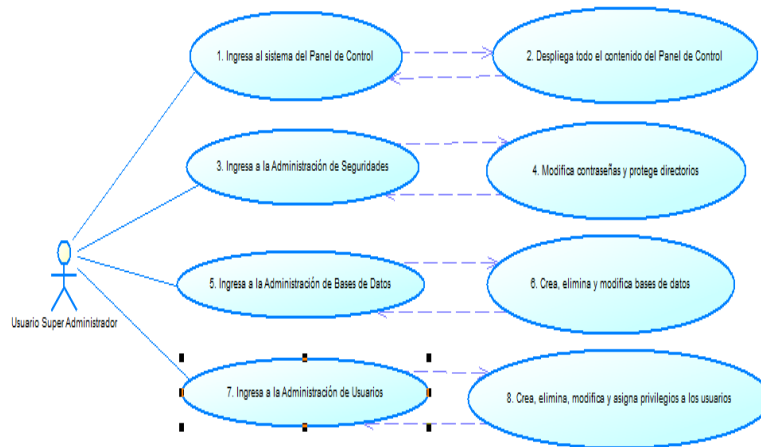 1. Ingresa al sistema del Panel de Control
2. Despliega todo el contenido del Panel de Control
3. Ingresa a la Administración de Seguridades
4. Modifica contraseñas y protege directorios
5. Ingresa a la Administración de Bases de Datos
6. Crea, elimina y modifica bases de datos
Usuario Super Administrador
7. Ingresa a la Administración de Usuarios
8. Crea, elimina, modifica y asigna privilegios a los usuarios